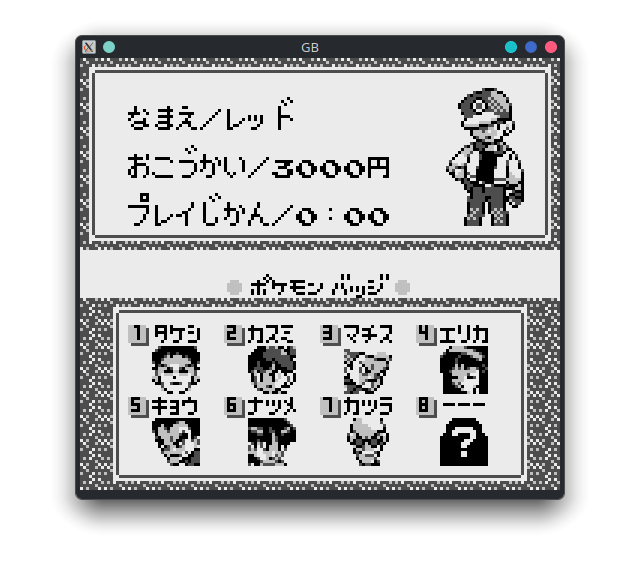 GB
なまえ/レッド
おこづかい/3000円
プレイじかん/0:00
ポケモン バッジ
1 タケシ 2 カスミ 3 マチス 4 エリカ
5 キョウ 6 ナツメ 7 カツラ 8 ---
?